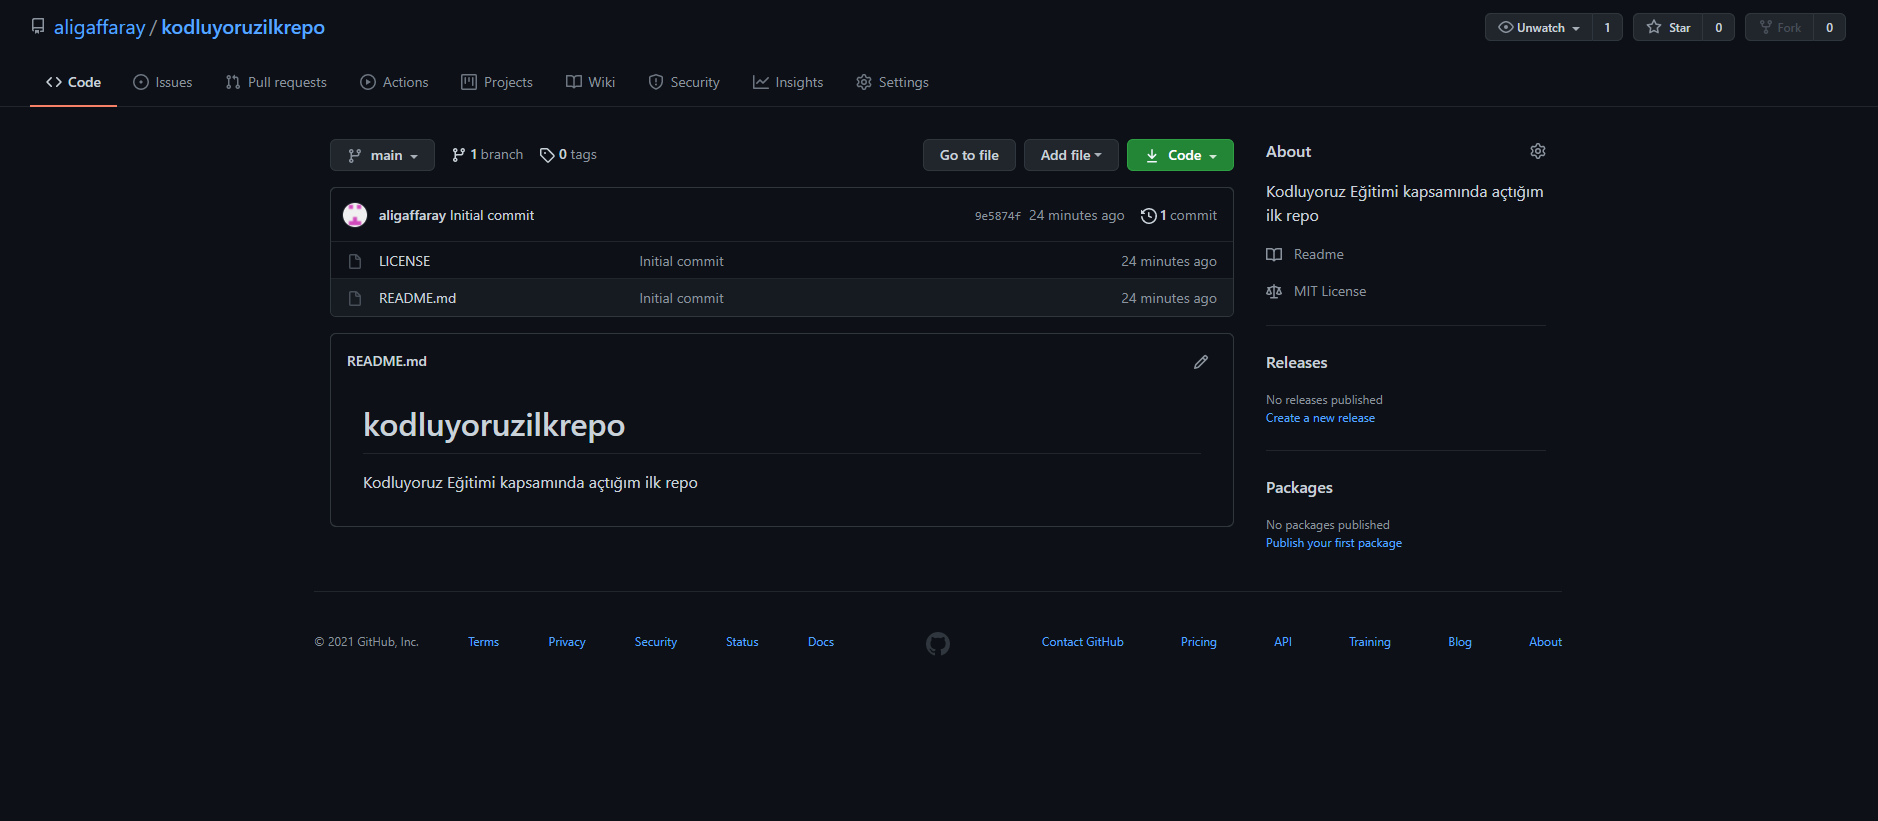 aligaffaray / kodluyoruzilkrepo
Unwatch 1 Star 0 Fork 0
Code Issues Pull requests Actions Projects Wiki Security Insights Settings
main 1 branch 0 tags Go to file Add file Code
aligaffaray Initial commit 9e5874f 24 minutes ago 1 commit
LICENSE Initial commit 24 minutes ago
README.md Initial commit 24 minutes ago
README.md
kodluyoruzilkrepo
Kodluyoruz Eğitimi kapsamında açtığım ilk repo
About
Kodluyoruz Eğitimi kapsamında açtığım
ilk repo
Readme
MIT License
Releases
No releases published
Create a new release
Packages
No packages published
Publish your first package
© 2021 GitHub, Inc. Terms Privacy Security Status Docs Contact GitHub Pricing API Training Blog About